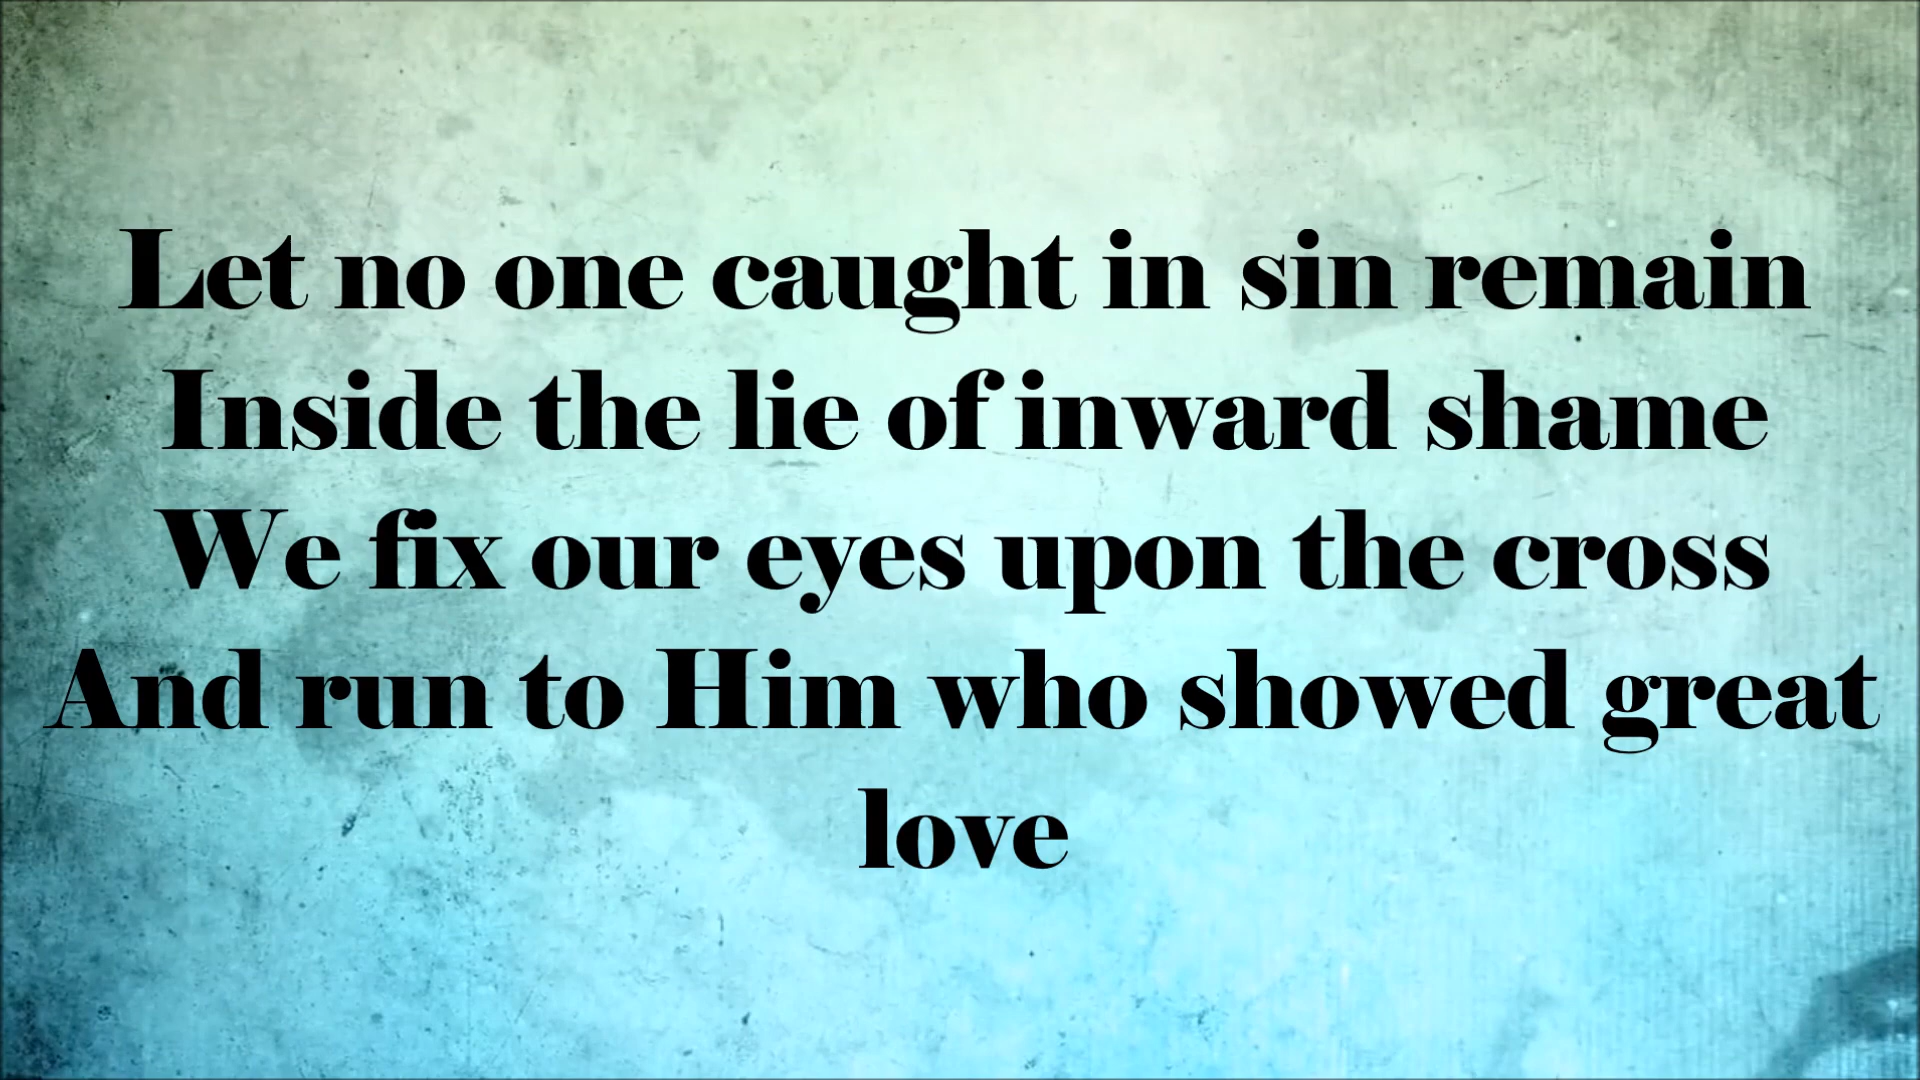 Let no one caught in sin remain
Inside the lie of inward shame
We fix our eyes upon the cross
And run to Him who showed great
love